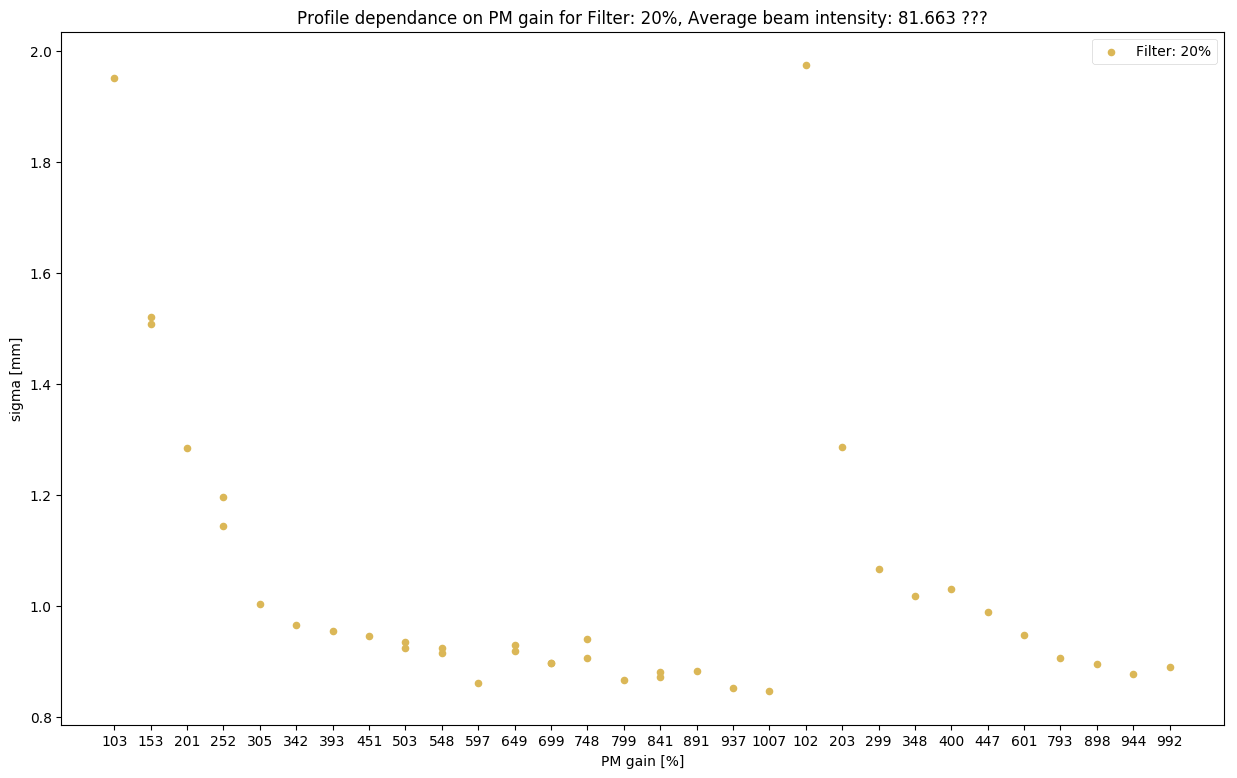 Profile dependance on PM gain for Filter: 20%, Average beam intensity: 81.663 ???
Filter: 20%
2.0
1.8
1.6
1.4
1.2
1.0
0.8
sigma [mm]
103 153 201 252 305 342 393 451 503 548 597 649 699 748 799 841 891 937 1007 102 203 299 348 400 447 601 793 898 944 992
PM gain [%]